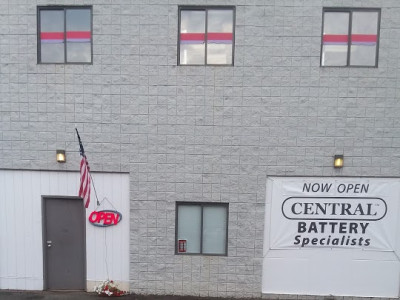 OPEN
NOW OPEN
CENTRAL
BATTERY
Specialists